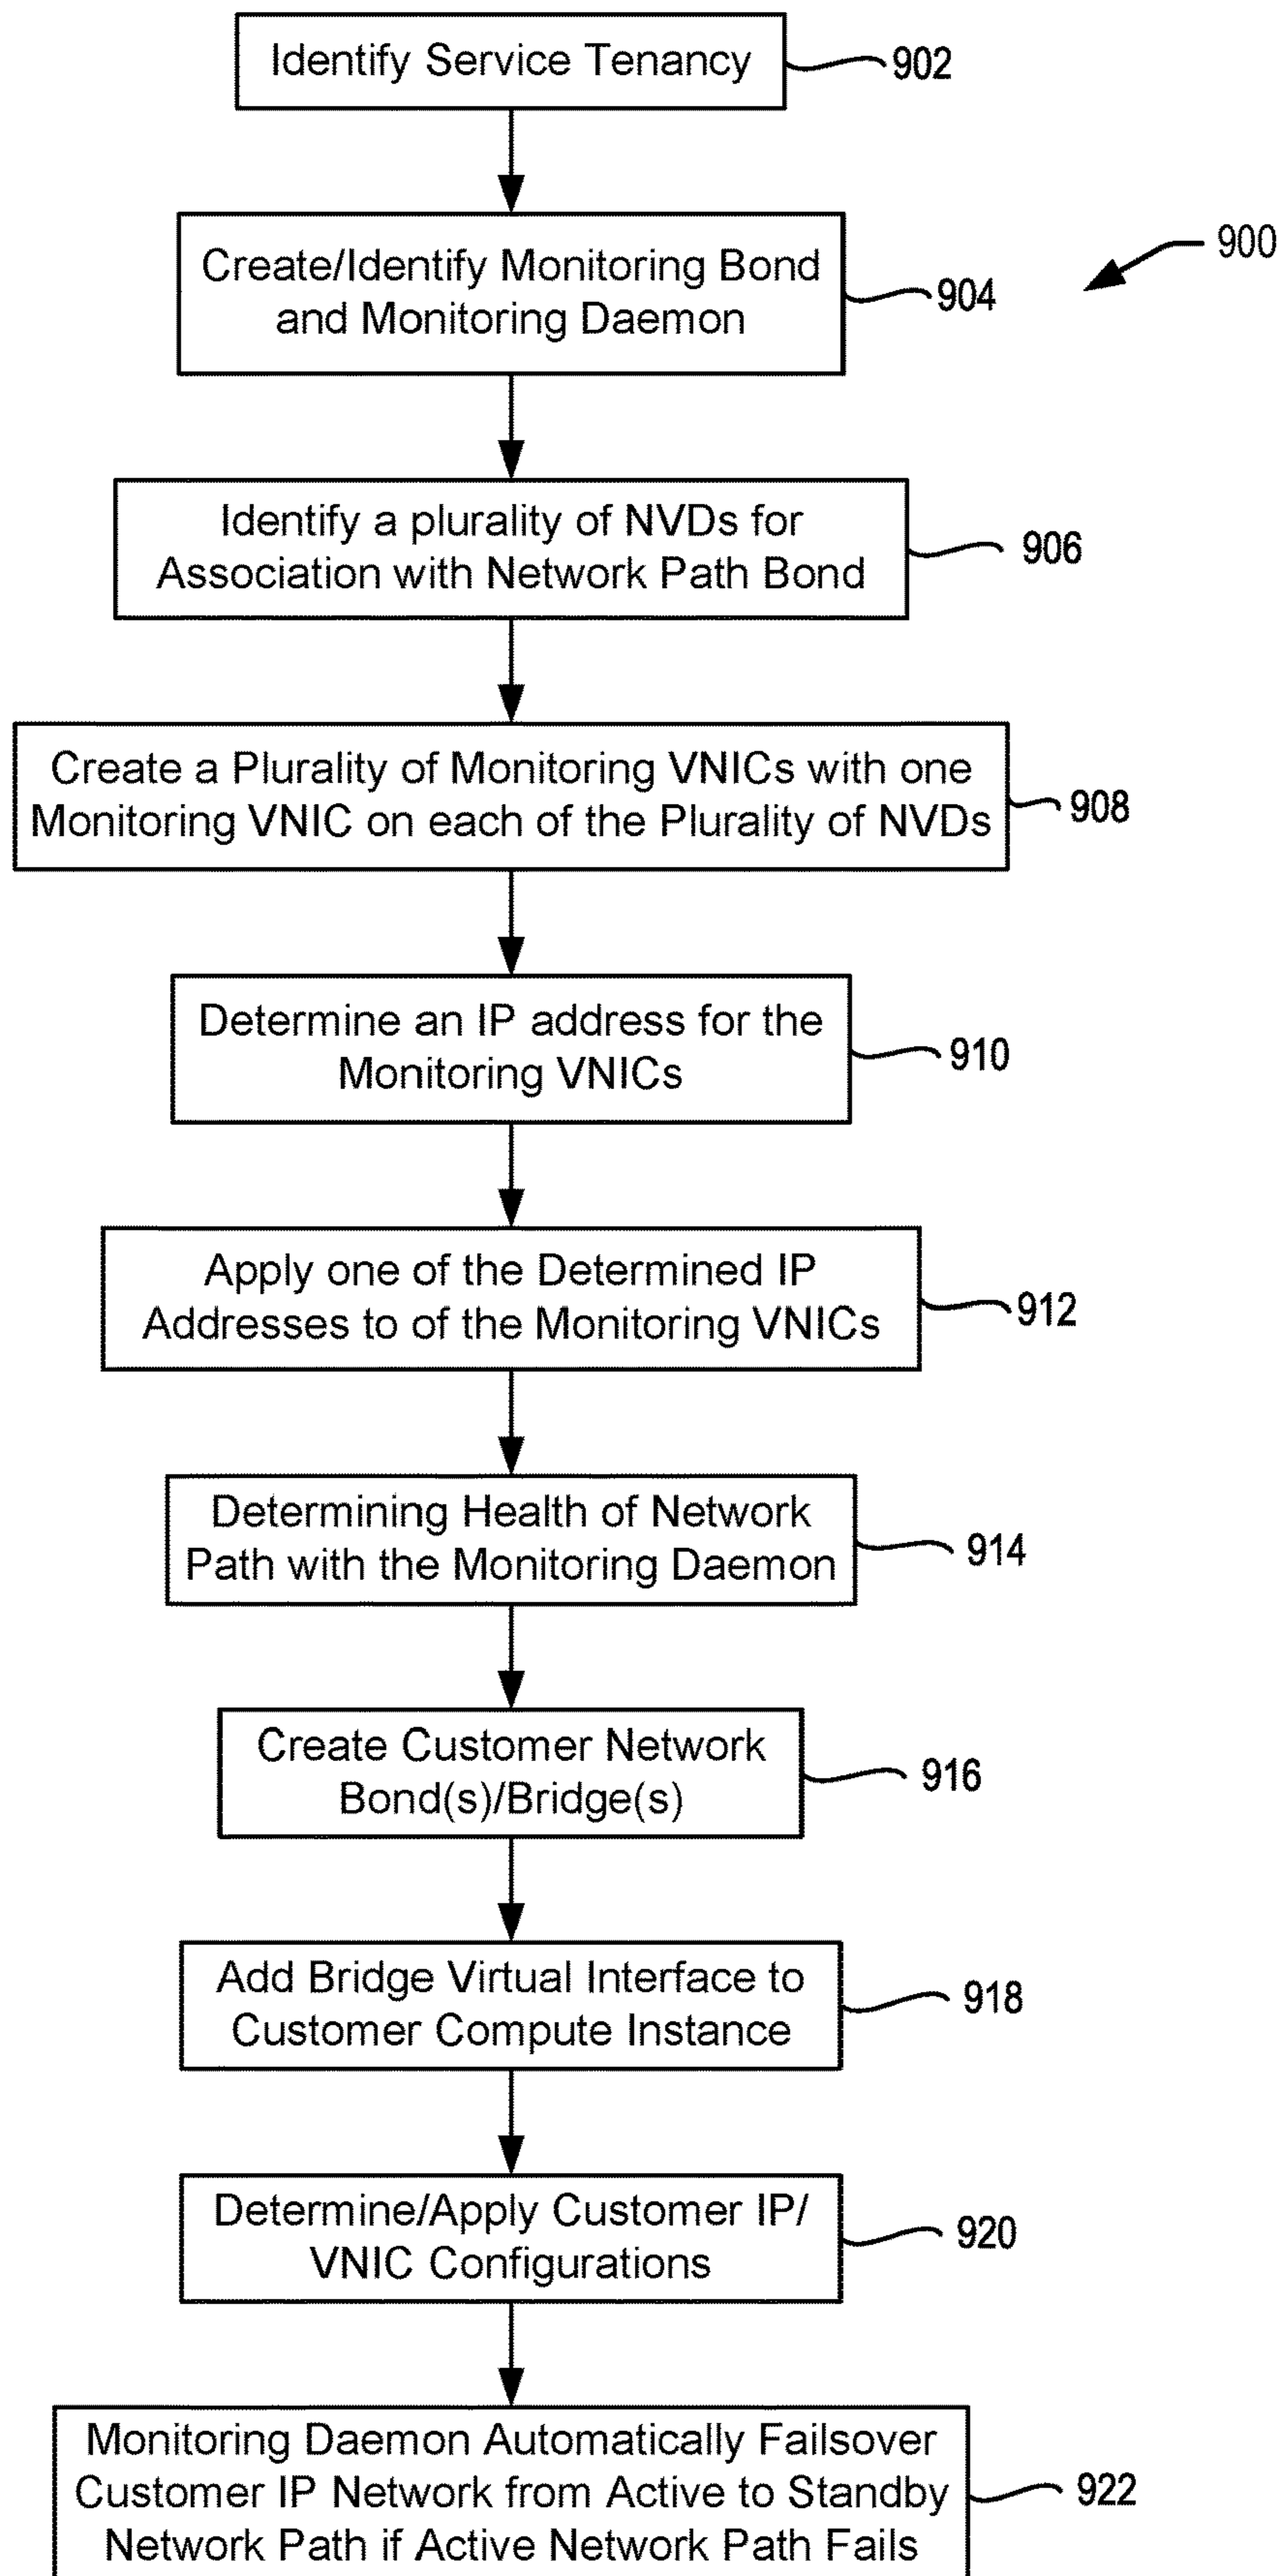 Identify Service Tenancy
902
900
Create/Identify Monitoring Bond
and Monitoring Daemon
904
Identify a plurality of NVDs for
Association with Network Path Bond
906
Create a Plurality of Monitoring VNICs with one
Monitoring VNIC on each of the Plurality of NVDs
908
Determine an IP address for the
Monitoring VNICs
910
Apply one of the Determined IP
Addresses to of the Monitoring VNICs
912
Determining Health of Network
Path with the Monitoring Daemon
914
Create Customer Network
Bond(s)/Bridge(s)
916
Add Bridge Virtual Interface to
Customer Compute Instance
918
Determine/Apply Customer IP/
VNIC Configurations
920
Monitoring Daemon Automatically Failsover
Customer IP Network from Active to Standby
Network Path if Active Network Path Fails
922